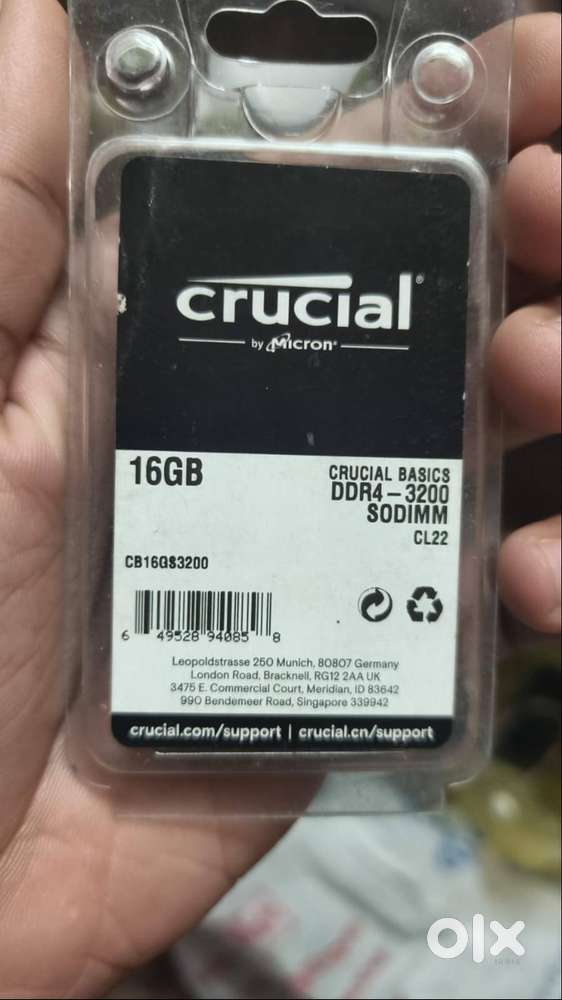 crucial®
by Micron®
16GB
CRUCIAL BASICS
DDR4-3200
SODIMM
CL22
CB16GS3200
6 49528 94085 8
Leopoldstrasse 250 Munich, 80807 Germany
London Road, Bracknell, RG12 2AA UK
3475 E. Commercial Court, Meridian, ID 83642
990 Bendemeer Road, Singapore 339942
crucial.com/support | crucial.cn/support
olx
INDIA